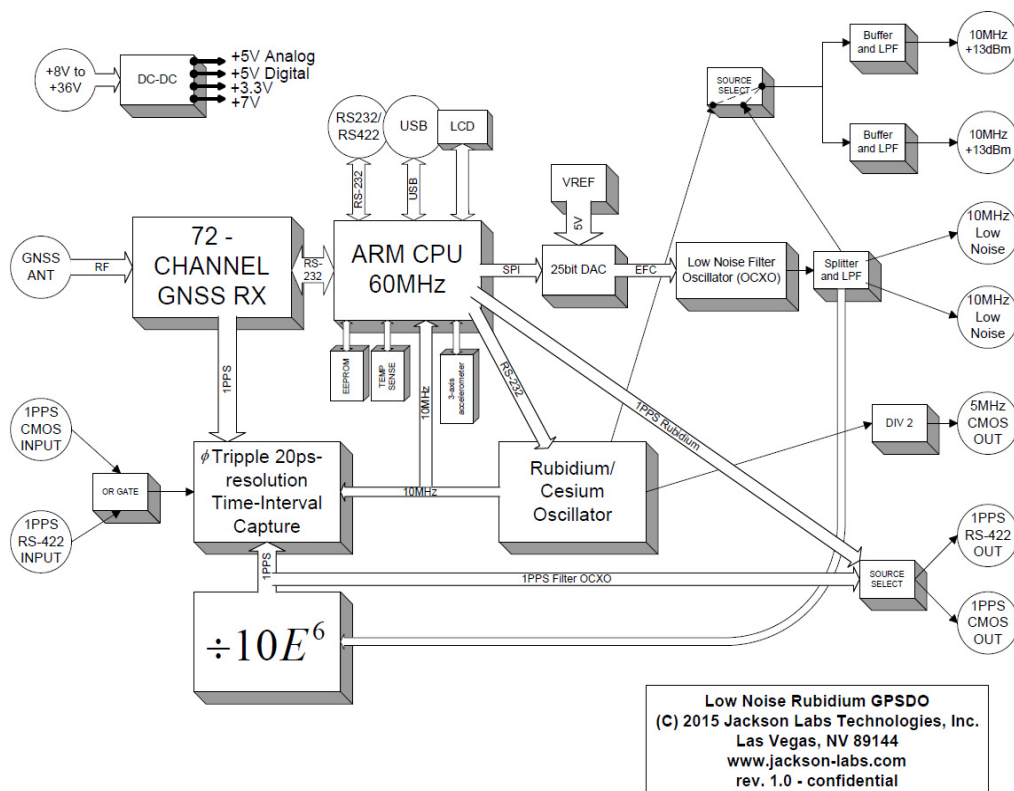 +8V to
+36V
DC-DC
+5V Analog
+5V Digital
+3.3V
+7V
RS232/
RS422
USB
LCD
RS-232
USB
SOURCE
SELECT
Buffer
and LPF
10MHz
+13dBm
Buffer
and LPF
10MHz
+13dBm
VREF
5V
GNSS
ANT
RF
72 -
CHANNEL
GNSS RX
RS-
232
ARM CPU
60MHz
SPI
25bit DAC
EFC
Low Noise Filter
Oscillator (OCXO)
Splitter
and LPF
10MHz
Low
Noise
10MHz
Low
Noise
1PPS
EEPROM
TEMP
SENSE
10MHz
3-axis
accelerometer
RS-232
1PPS Rubidium
1PPS
CMOS
INPUT
1PPS
RS-422
INPUT
OR GATE
ϕTripple 20ps-
resolution
Time-Interval
Capture
10MHz
Rubidium/
Cesium
Oscillator
DIV 2
5MHz
CMOS
OUT
1PPS
1PPS Filter OCXO
SOURCE
SELECT
1PPS
RS-422
OUT
1PPS
CMOS
OUT
÷10E⁶
Low Noise Rubidium GPSDO
(C) 2015 Jackson Labs Technologies, Inc.
Las Vegas, NV 89144
www.jackson-labs.com
rev. 1.0 - confidential